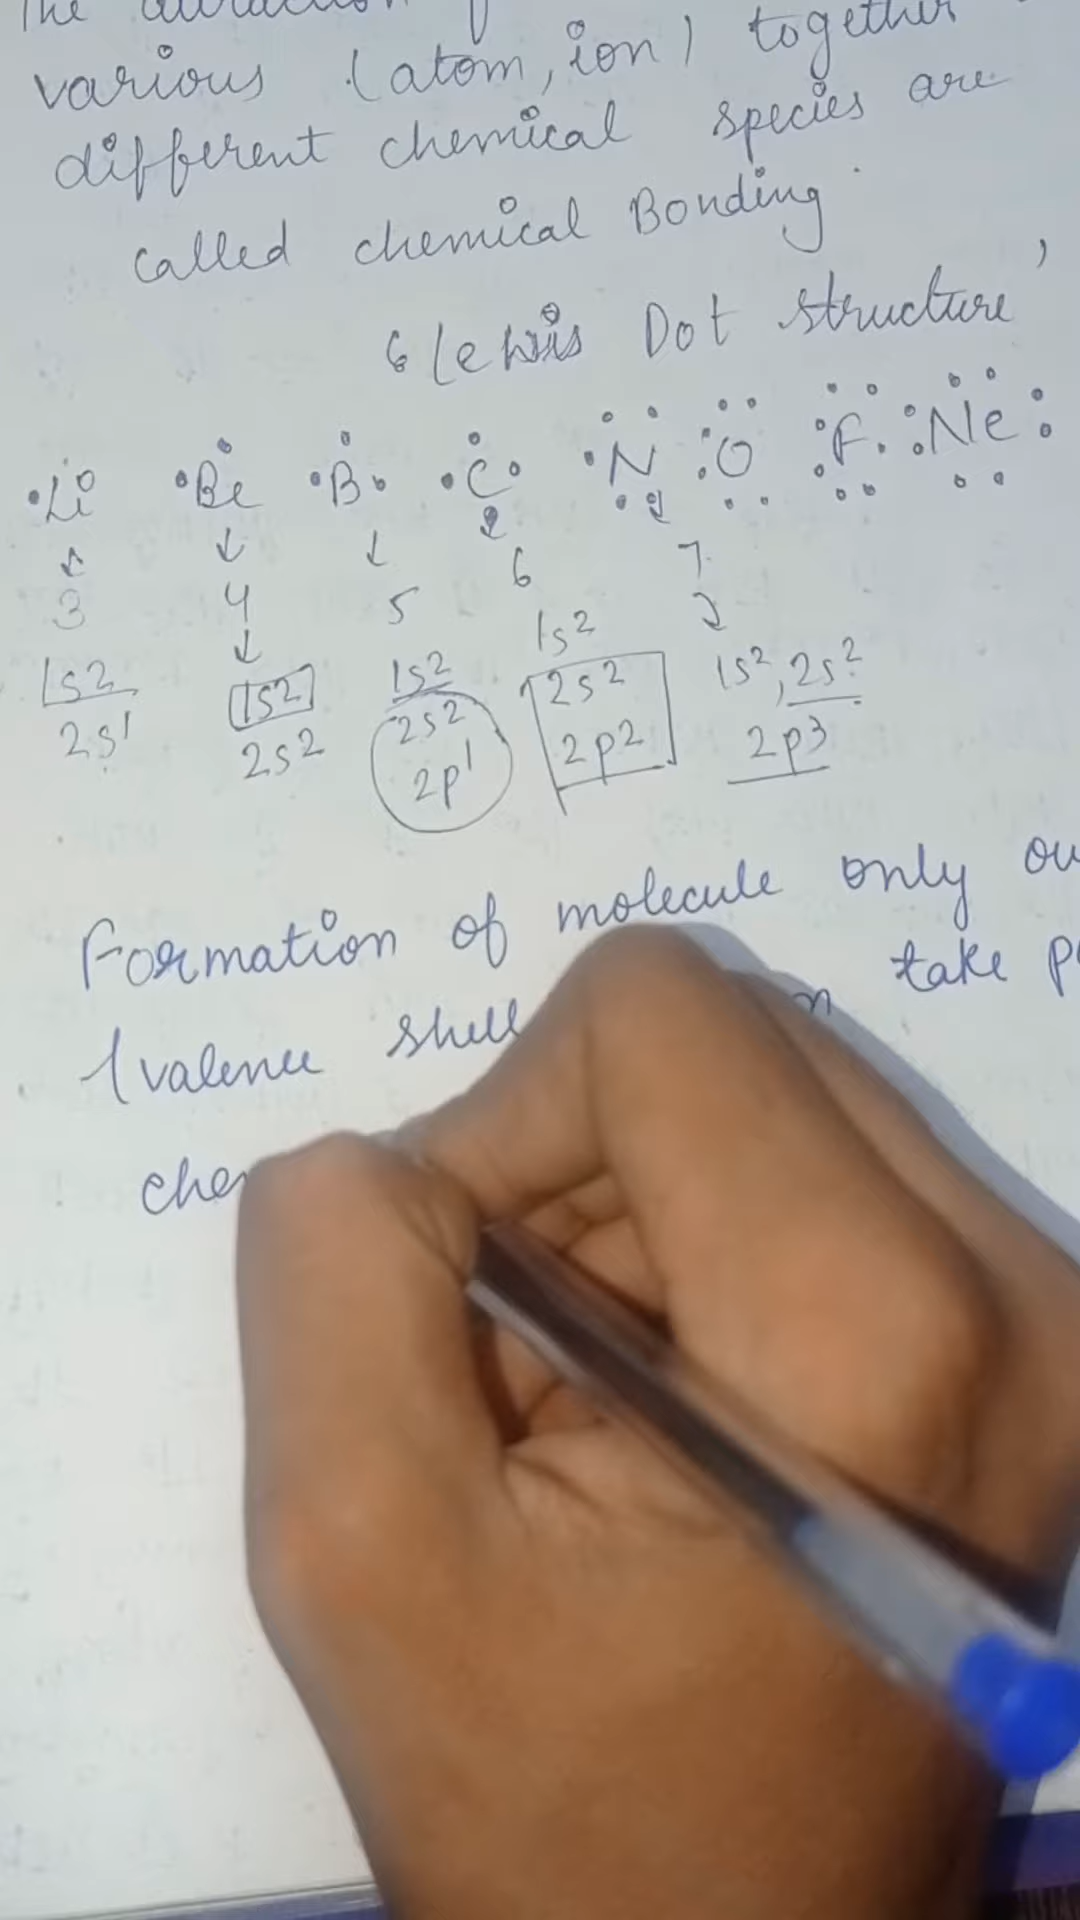 The attraction
various (atom, ion) together
different chemical species are
called chemical Bonding
Lewis Dot structure
Li Be B C N O F Ne
3 4 5 6 7
1s2 1s2 1s2 1s2 1s2, 2s2
2s1 2s2 2s2 2s2 2p3
2p1 2p2
Formation of molecule only
(valence shell take